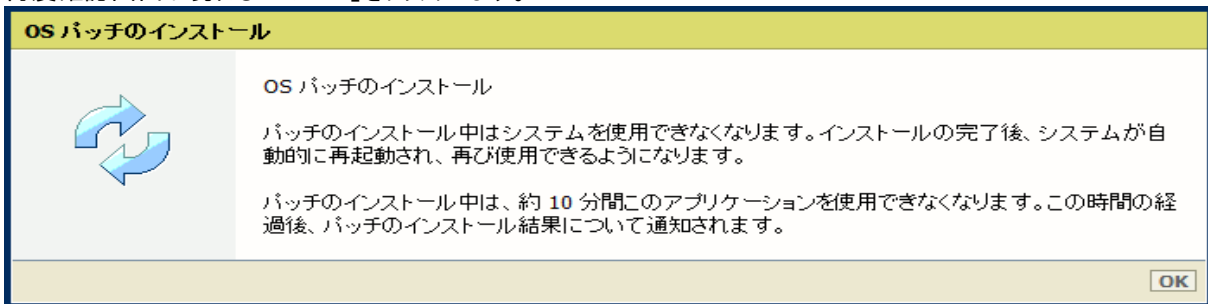 OS パッチのインストール
OS パッチのインストール
パッチのインストール中はシステムを使用できなくなります。インストールの完了後、システムが自
動的に再起動され、再び使用できるようになります。
パッチのインストール中は、約 10 分間このアプリケーションを使用できなくなります。この時間の経
過後、パッチのインストール結果について通知されます。
OK